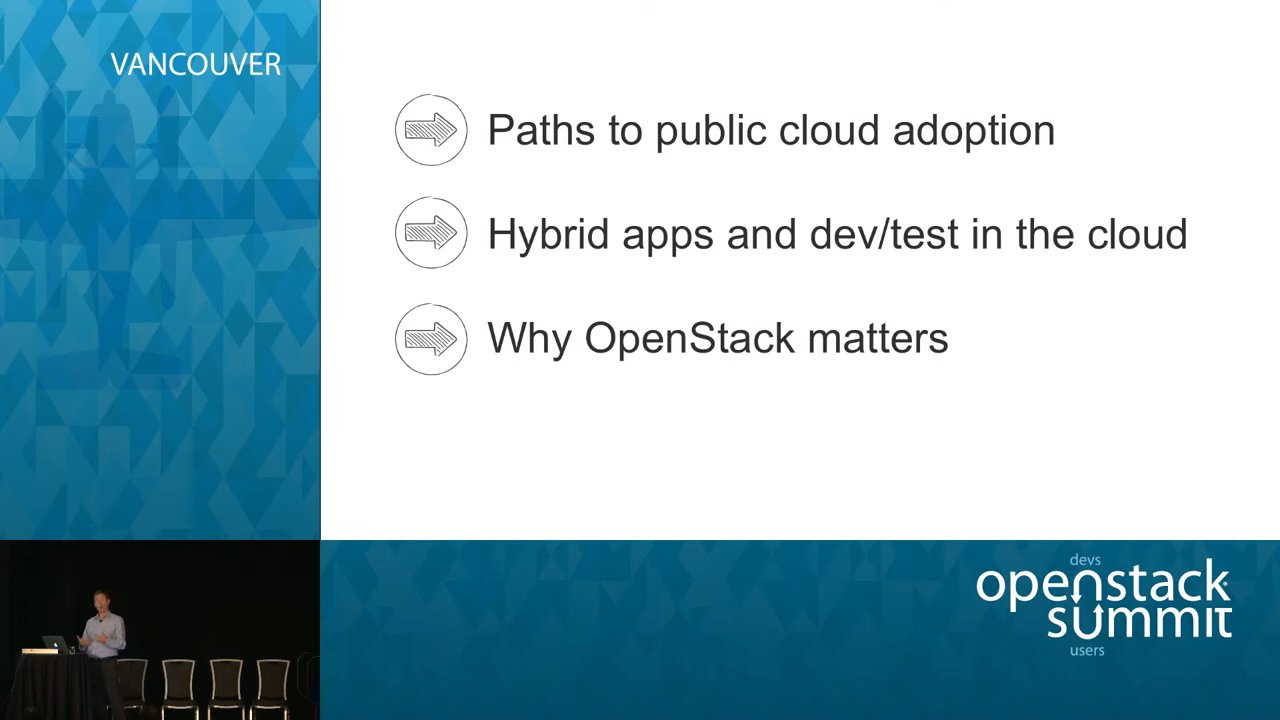 VANCOUVER
Paths to public cloud adoption
Hybrid apps and dev/test in the cloud
Why OpenStack matters
devs
openstack
summit
users